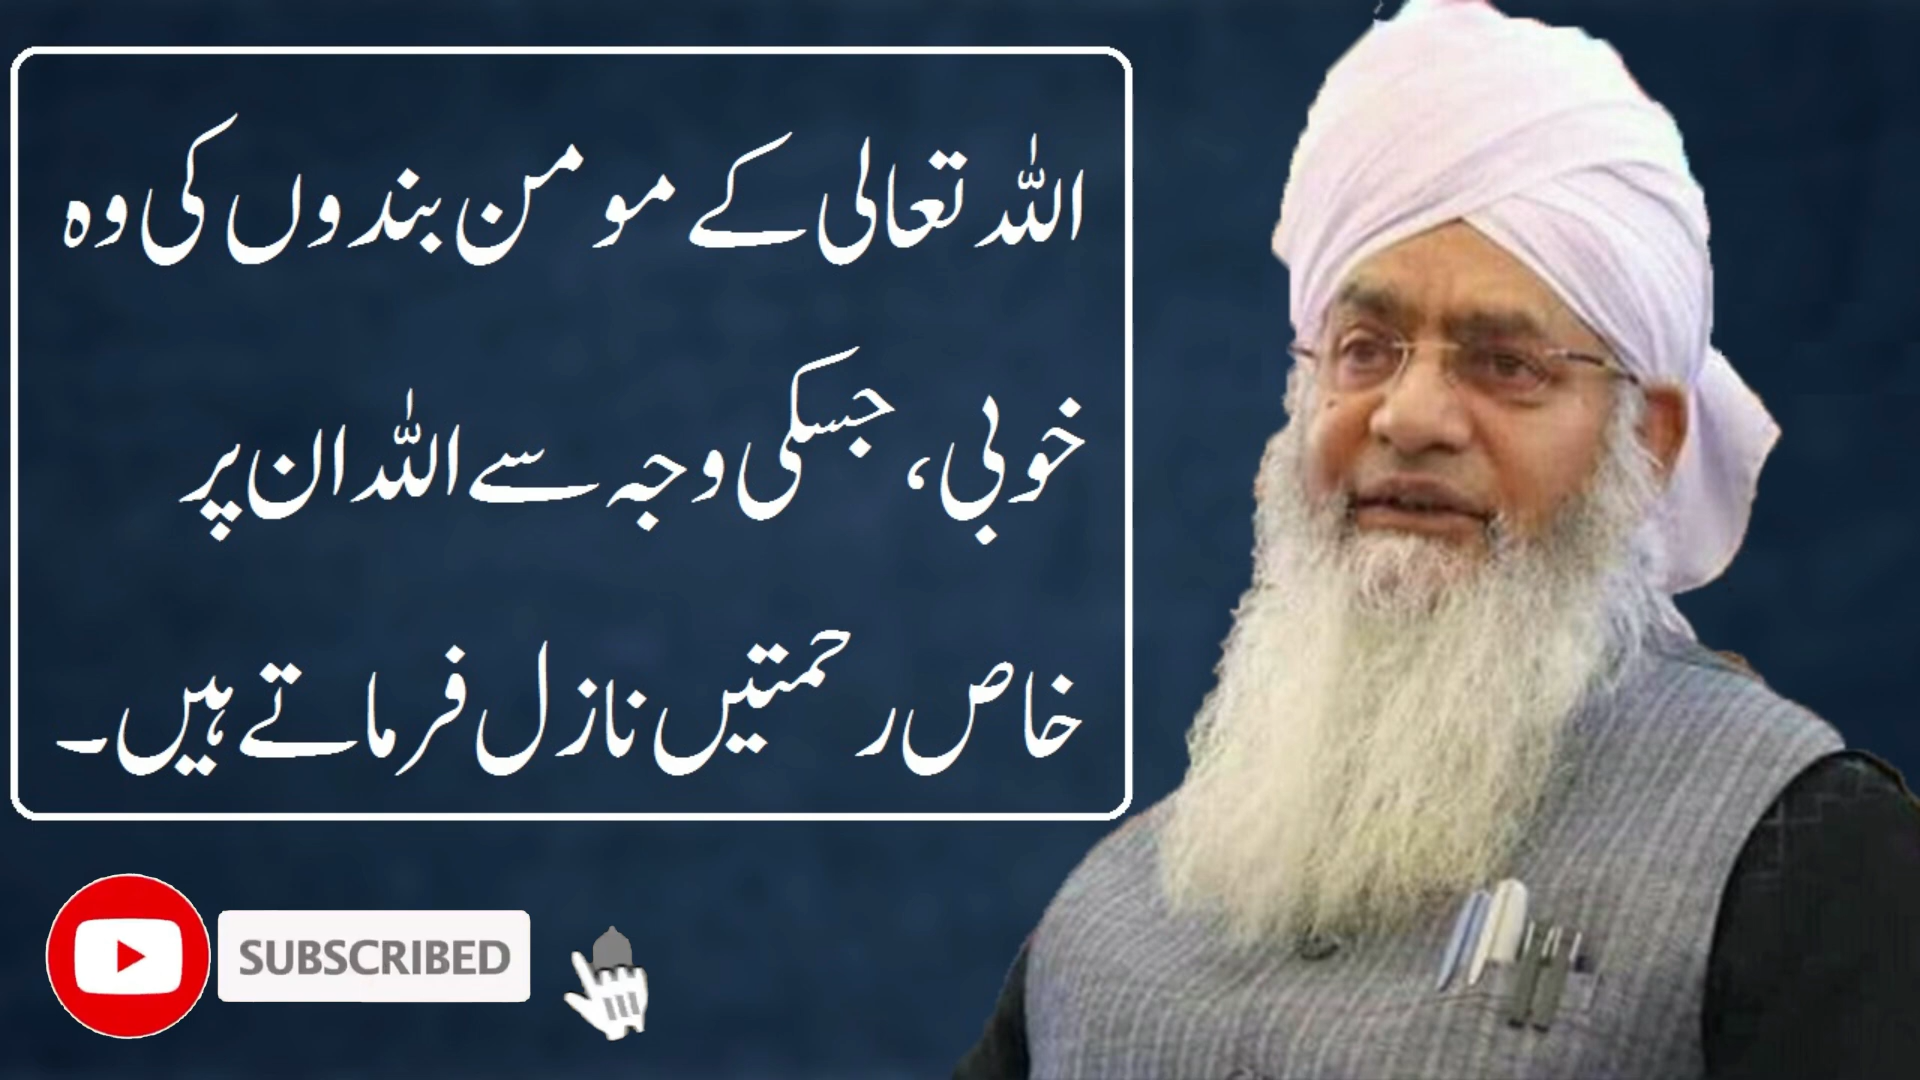 اللہ تعالی کے مومن بندوں کی وہ
خوبی، جسکی وجہ سے اللہ ان پر
خاص رحمتیں نازل فرماتے ہیں۔
SUBSCRIBED